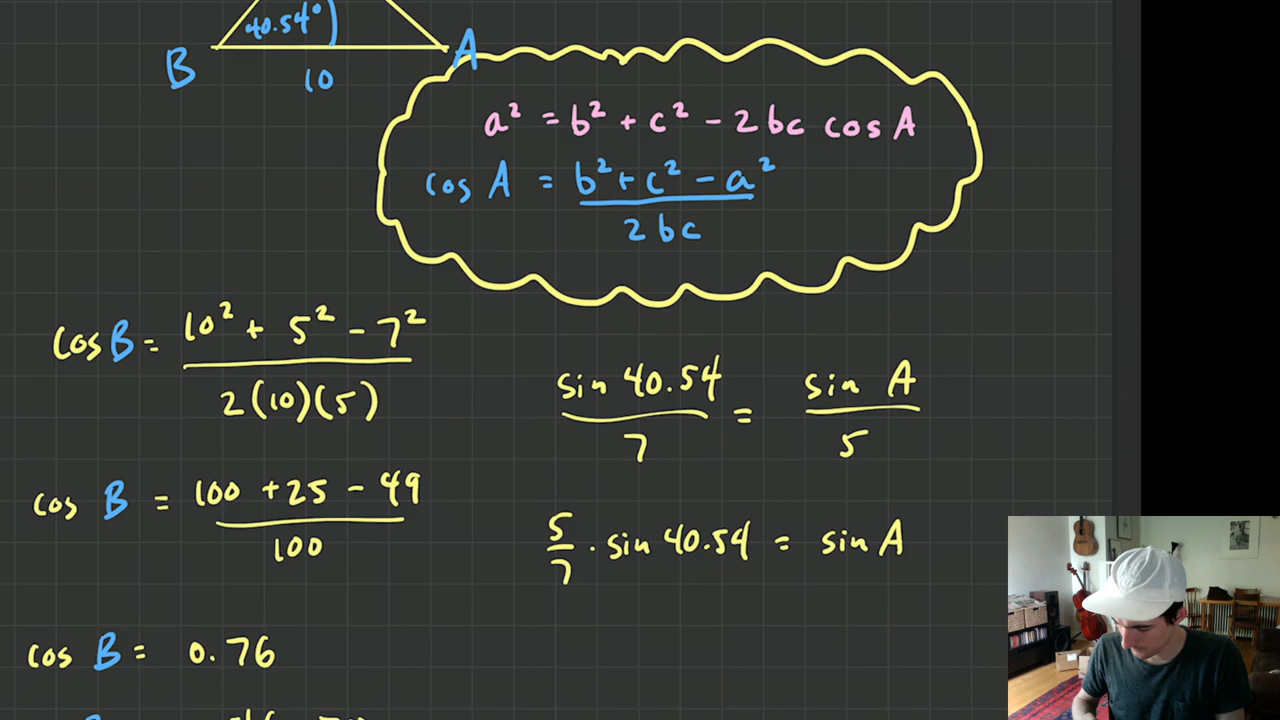 40.54°
B
A
10
a² = b² + c² - 2bc cos A
cos A = b² + c² - a²
2bc
cos B = 10² + 5² - 7²
2(10)(5)
cos B = 100 + 25 - 49
100
cos B = 0.76
sin 40.54 = sin A
7 5
5/7 · sin 40.54 = sin A